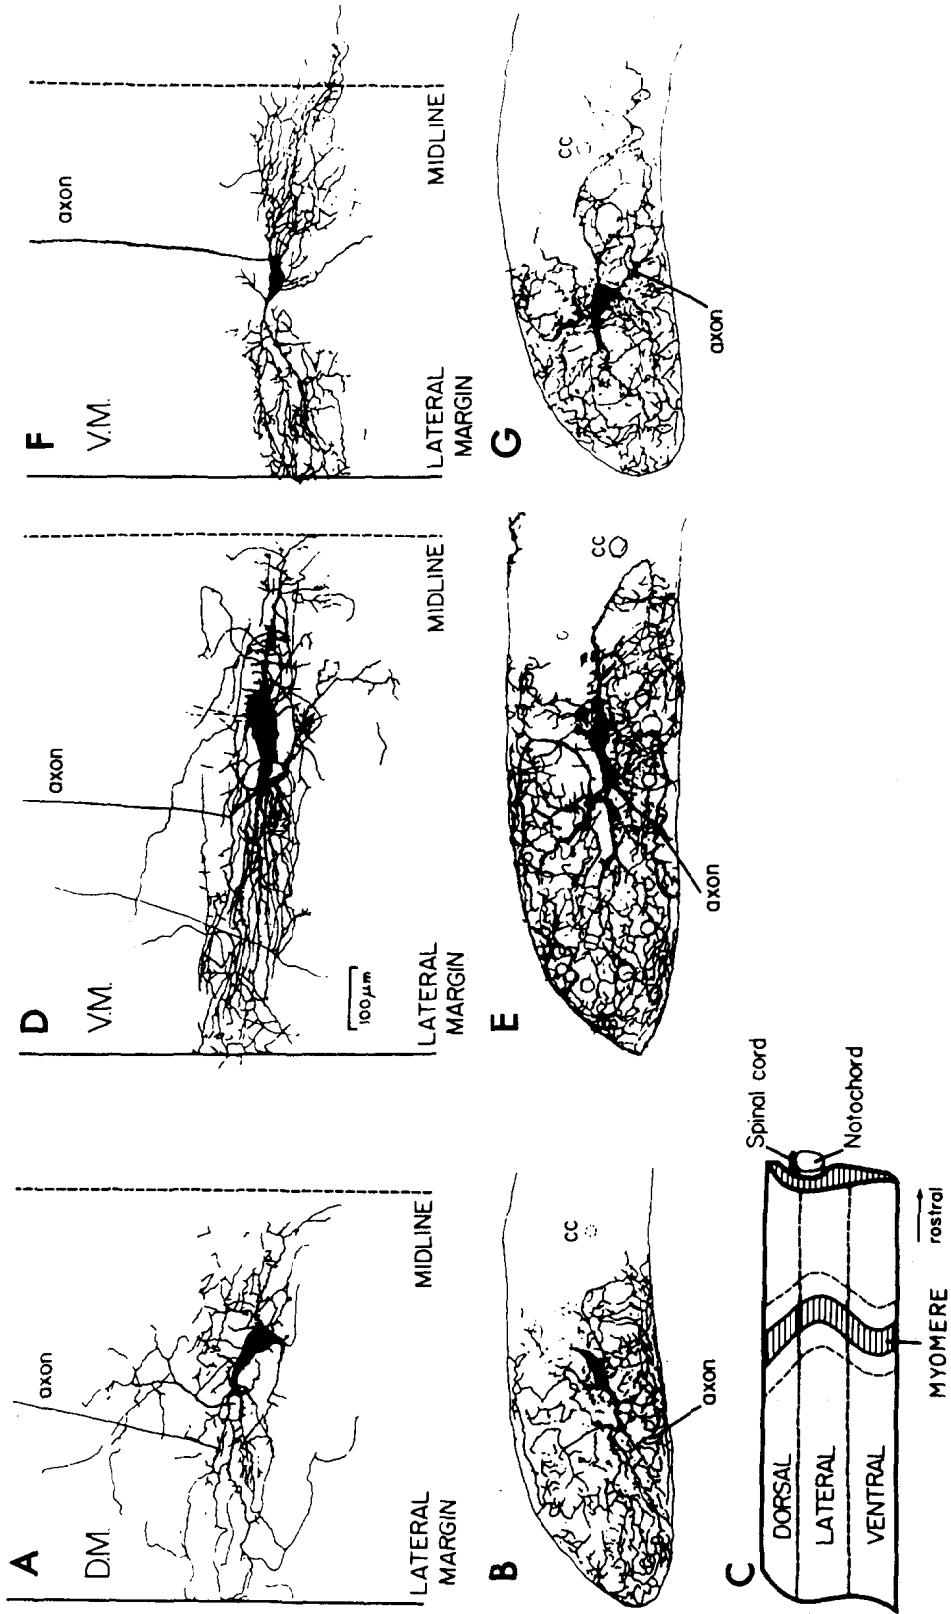 A
D.M.
axon
LATERAL
MARGIN
MIDLINE
B
cc
axon
C
DORSAL
LATERAL
VENTRAL
Spinal cord
Notochord
rostral
MYOMERE
D
V.M.
axon
100 µm
LATERAL
MARGIN
MIDLINE
E
cc
axon
F
V.M.
axon
LATERAL
MARGIN
MIDLINE
G
cc
axon